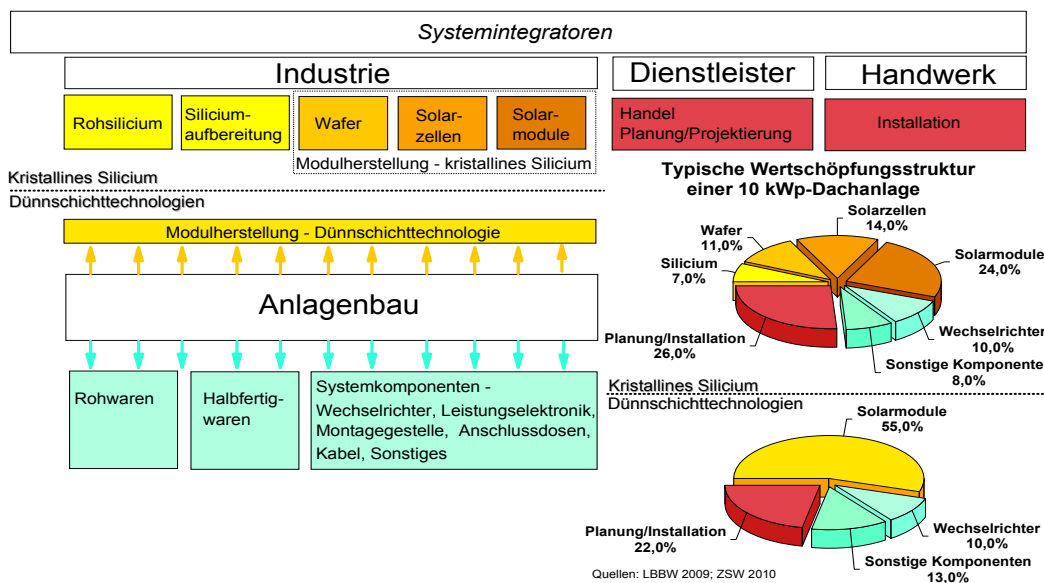 Systemintegratoren
Industrie
Dienstleister
Handwerk
Rohsilicium
Silicium-
aufbereitung
Wafer
Solar-
zellen
Solar-
module
Modulherstellung - kristallines Silicium
Handel
Planung/Projektierung
Installation
Kristallines Silicium
Dünnschichttechnologien
Modulherstellung - Dünnschichttechnologie
Anlagenbau
Rohwaren
Halbfertig-
waren
Systemkomponenten -
Wechselrichter, Leistungselektronik,
Montagegestelle, Anschlussdosen,
Kabel, Sonstiges
Typische Wertschöpfungsstruktur
einer 10 kWp-Dachanlage
Solarzellen
14,0%
Wafer
11,0%
Silicium
7,0%
Solarmodule
24,0%
Wechselrichter
10,0%
Sonstige Komponente
8,0%
Planung/Installation
26,0%
Kristallines Silicium
Dünnschichttechnologien
Solarmodule
55,0%
Planung/Installation
22,0%
Wechselrichter
10,0%
Sonstige Komponenten
13,0%
Quellen: LBBW 2009; ZSW 2010